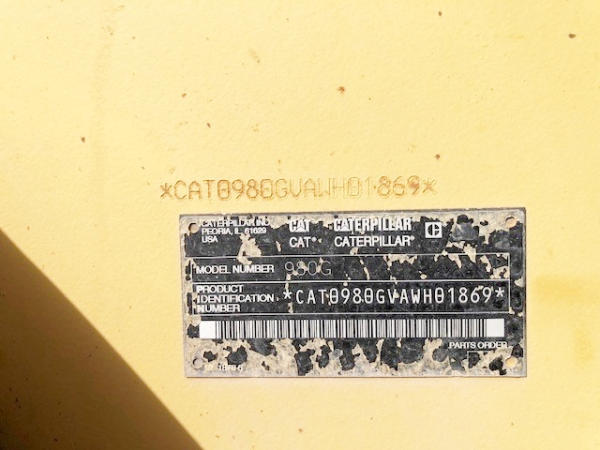 *CAT0980GVAWH01869*
CATERPILLAR INC.
PEORIA, IL 61629
USA
CAT CATERPILLAR C
CAT® CATERPILLAR®
MODEL NUMBER 980G
PRODUCT
IDENTIFICATION *CAT0980GVAWH01869*
NUMBER
PARTS ORDER